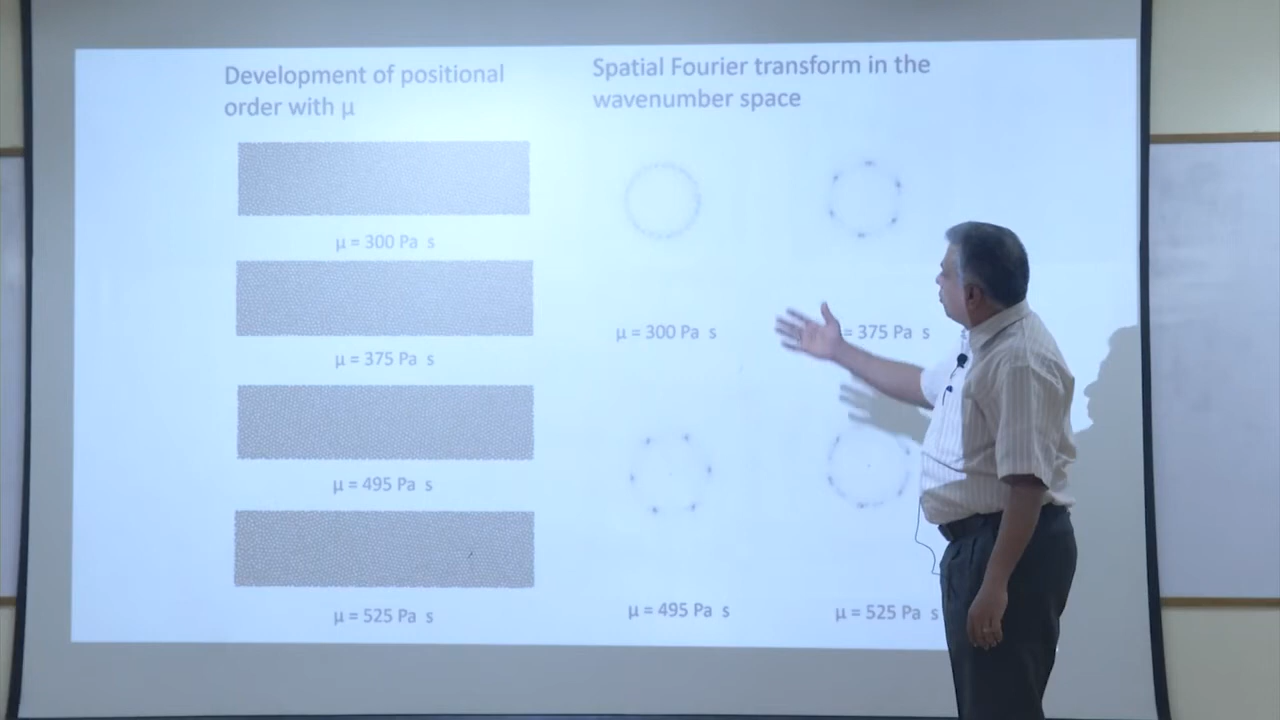 Development of positional
order with μ
μ = 300 Pa s
μ = 375 Pa s
μ = 495 Pa s
μ = 525 Pa s
Spatial Fourier transform in the
wavenumber space
μ = 300 Pa s
= 375 Pa s
μ = 495 Pa s
μ = 525 Pa s